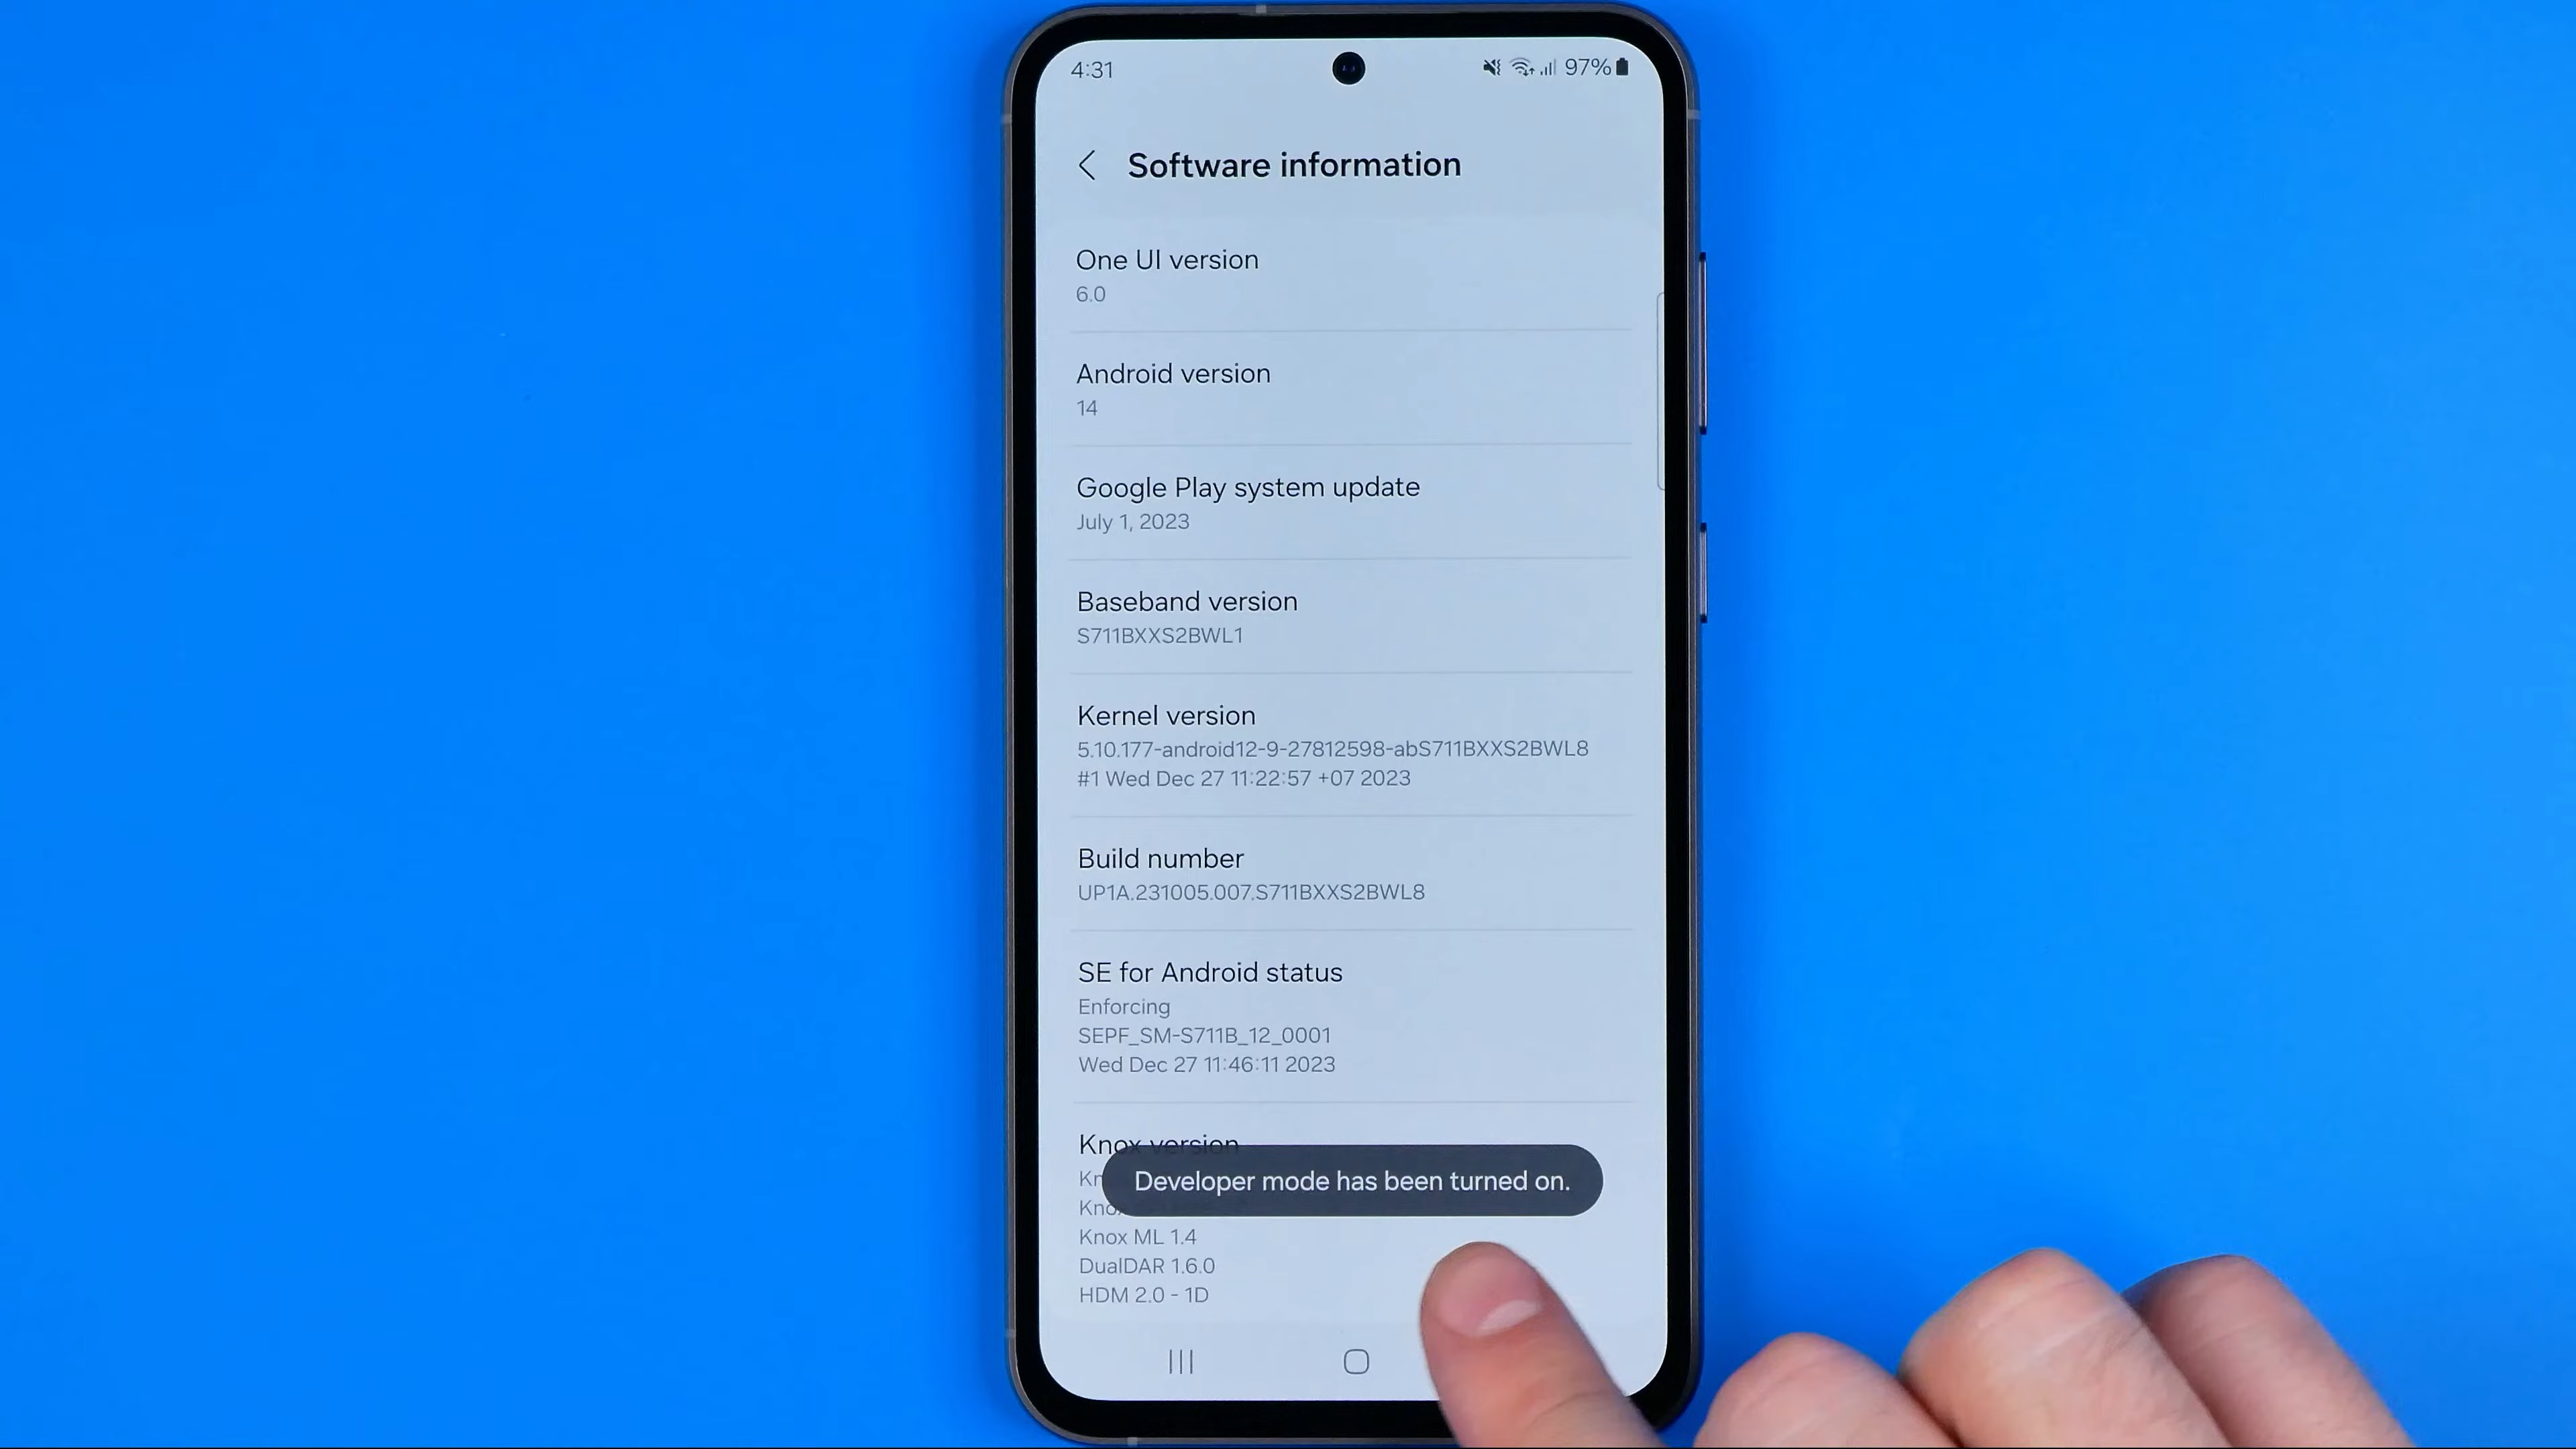 4:31
97%
Software information
One UI version
6.0
Android version
14
Google Play system update
July 1, 2023
Baseband version
S711BXXS2BWL1
Kernel version
5.10.177-android12-9-27812598-abS711BXXS2BWL8
#1 Wed Dec 27 11:22:57 +07 2023
Build number
UP1A.231005.007.S711BXXS2BWL8
SE for Android status
Enforcing
SEPF_SM-S711B_12_0001
Wed Dec 27 11:46:11 2023
Knox version
Developer mode has been turned on.
Knox ML 1.4
DualDAR 1.6.0
HDM 2.0 - 1D